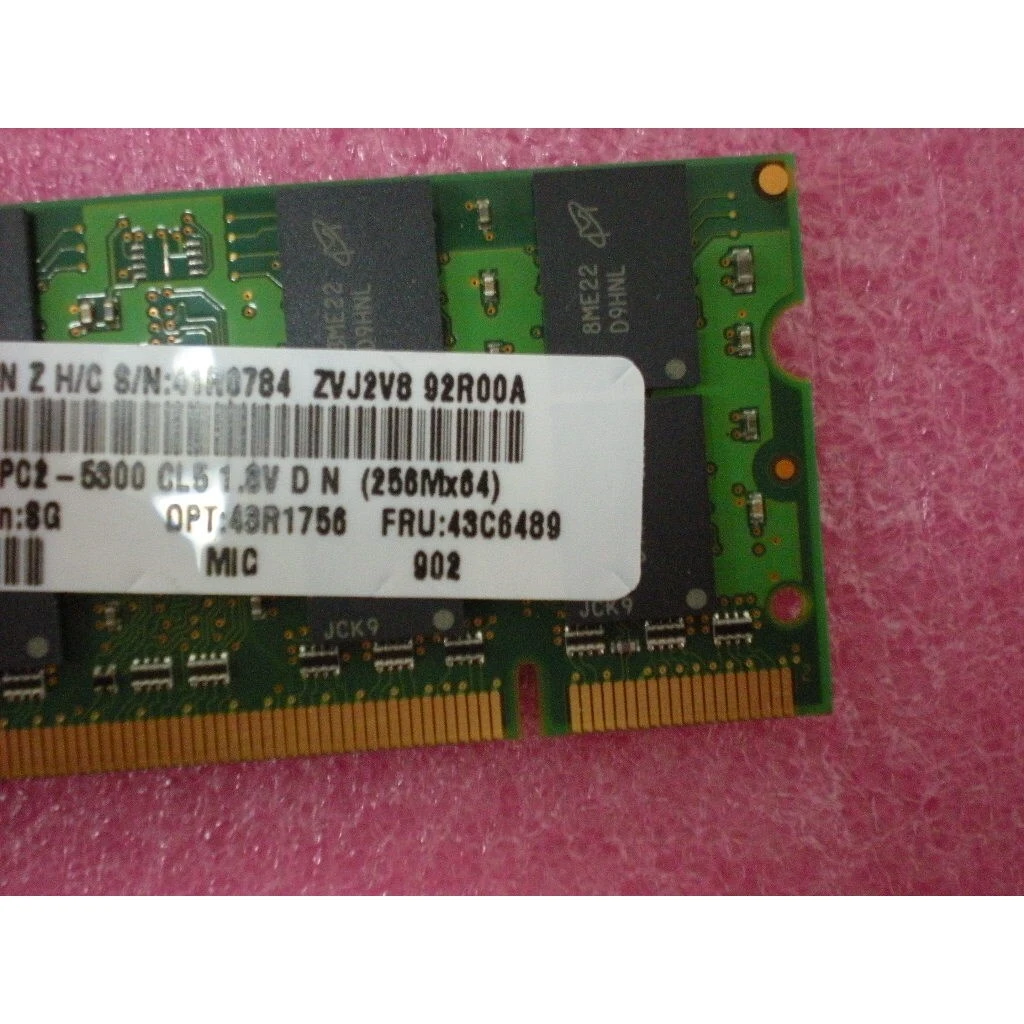 8ME22
D9HNL
8ME22
D9HNL
N Z H/C S/N:41R0784 ZVJ2V8 92R00A
PC2-5300 CL5 1.8V D N (256Mx64)
n:SG OPT:43R1756 FRU:43C6489
MIC 902
JCK9
JCK9